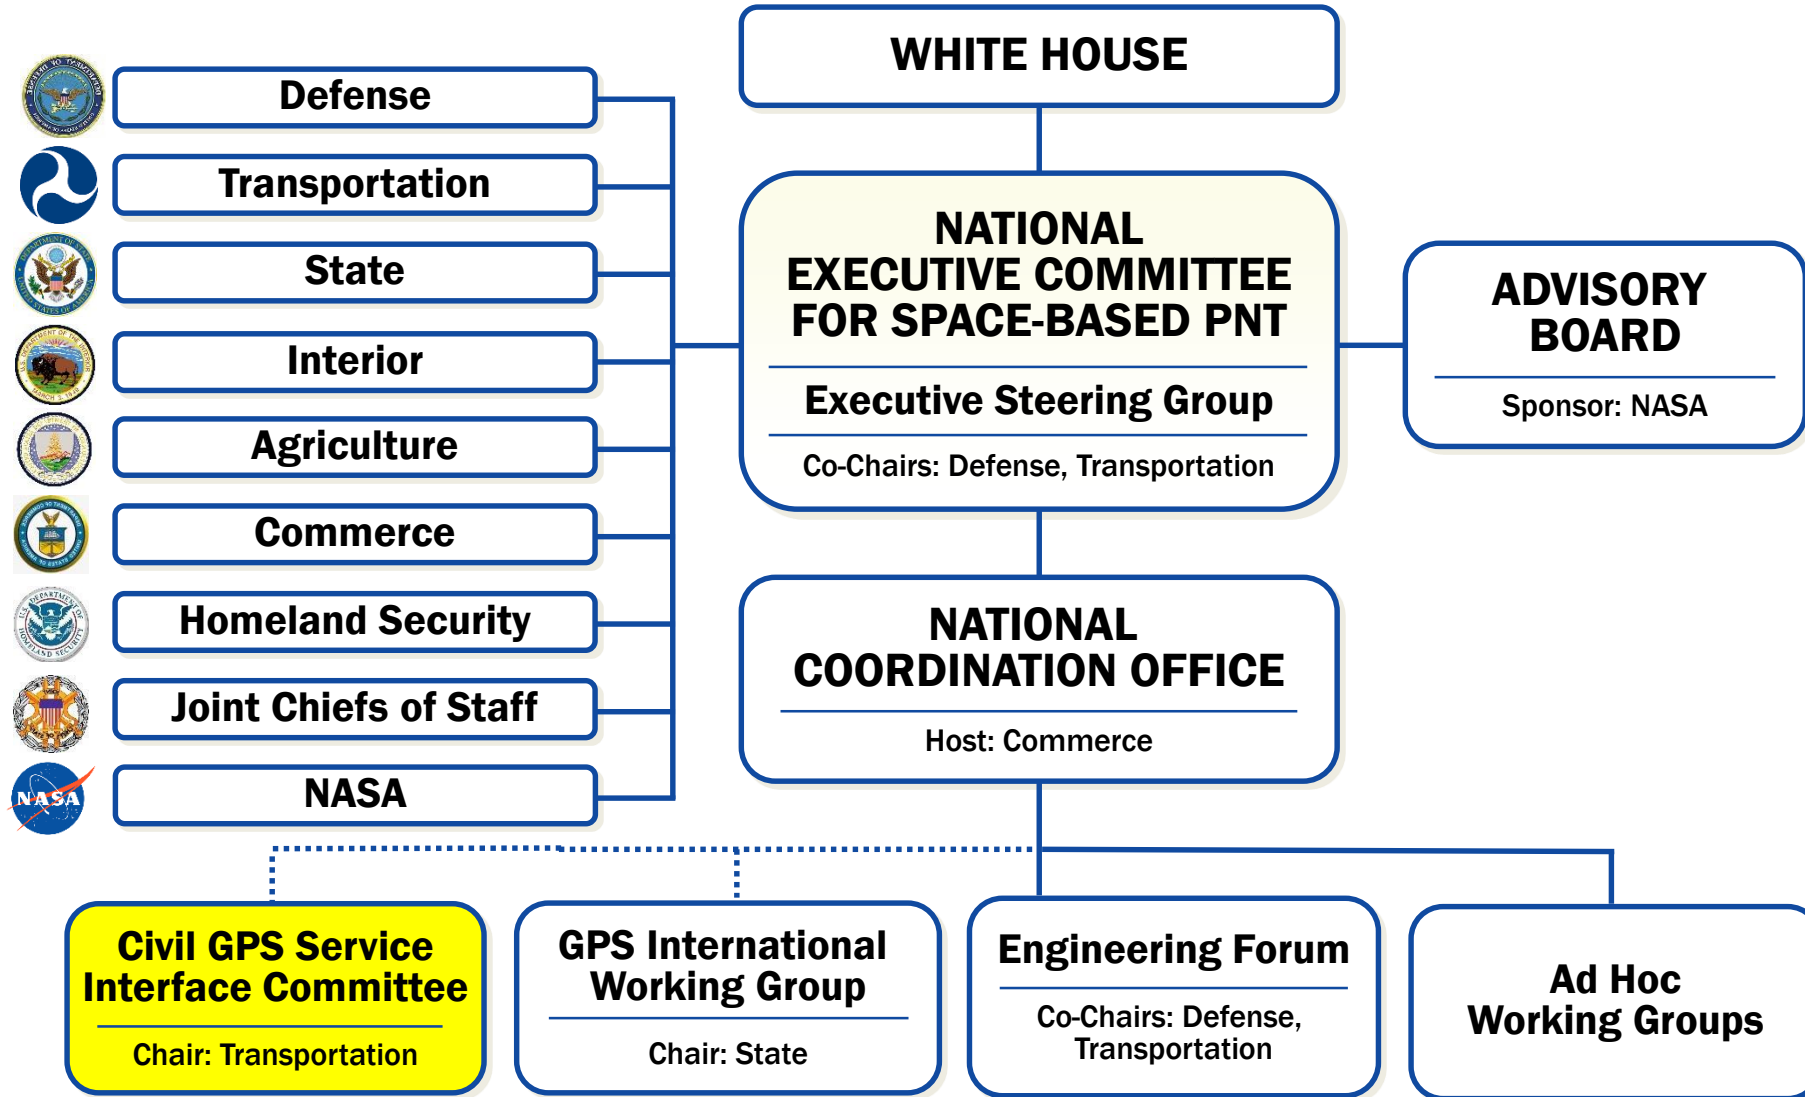 WHITE HOUSE
Defense
Transportation
State
Interior
Agriculture
Commerce
Homeland Security
Joint Chiefs of Staff
NASA
NASA
NATIONAL
EXECUTIVE COMMITTEE
FOR SPACE-BASED PNT
Executive Steering Group
Co-Chairs: Defense, Transportation
ADVISORY
BOARD
Sponsor: NASA
NATIONAL
COORDINATION OFFICE
Host: Commerce
Civil GPS Service
Interface Committee
Chair: Transportation
GPS International
Working Group
Chair: State
Engineering Forum
Co-Chairs: Defense,
Transportation
Ad Hoc
Working Groups